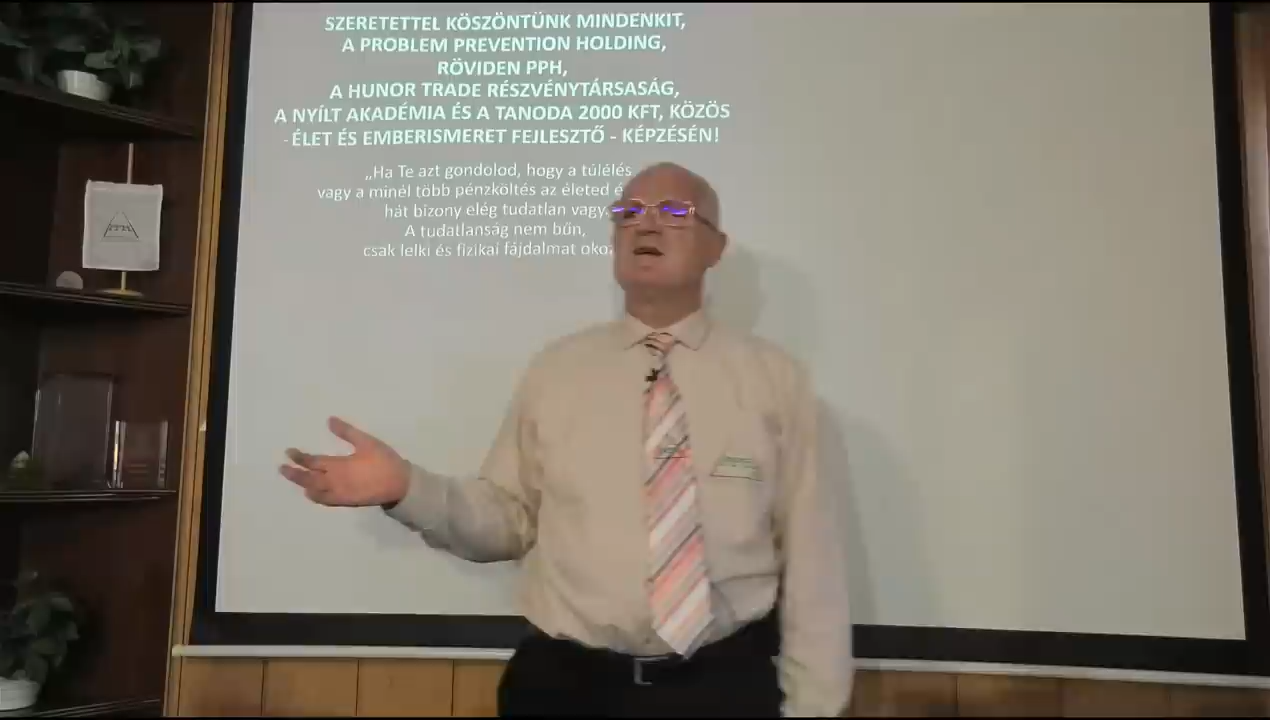 SZERETETTEL KÖSZÖNTÜNK MINDENKIT,
A PROBLEM PREVENTION HOLDING,
RÖVIDEN PPH,
A HUNOR TRADE RÉSZVÉNYTÁRSASÁG,
A NYÍLT AKADÉMIA ÉS A TANODA 2000 KFT, KÖZÖS
- ÉLET ÉS EMBERISMERET FEJLESZTŐ - KÉPZÉSÉN!
„Ha Te azt gondolod, hogy a túlélés
vagy a minél több pénzköltés az életed
hát bizony elég tudatlan vagy.
A tudatlanság nem bűn,
csak lelki és fizikai fájdalmat